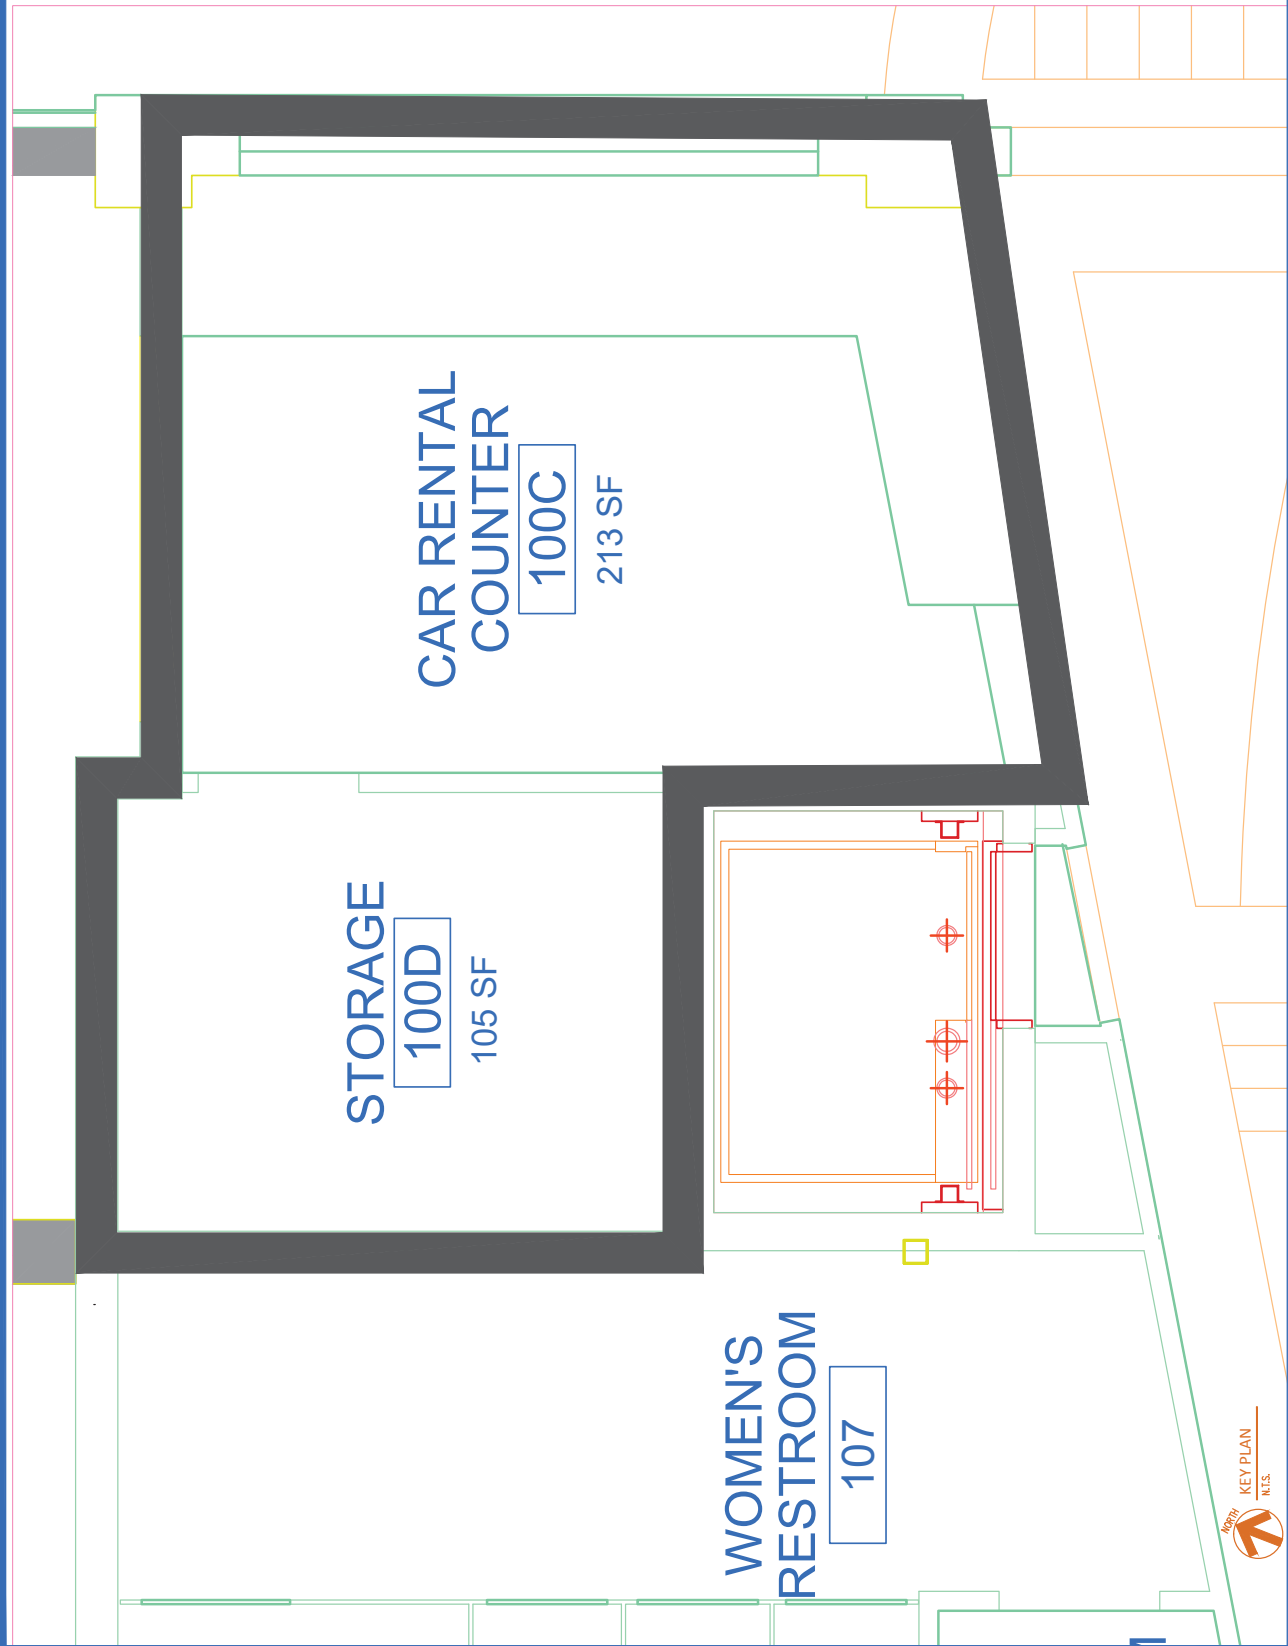 CAR RENTAL
COUNTER
100C
213 SF
STORAGE
100D
105 SF
WOMEN'S
RESTROOM
107
NORTH
KEY PLAN
N.T.S.